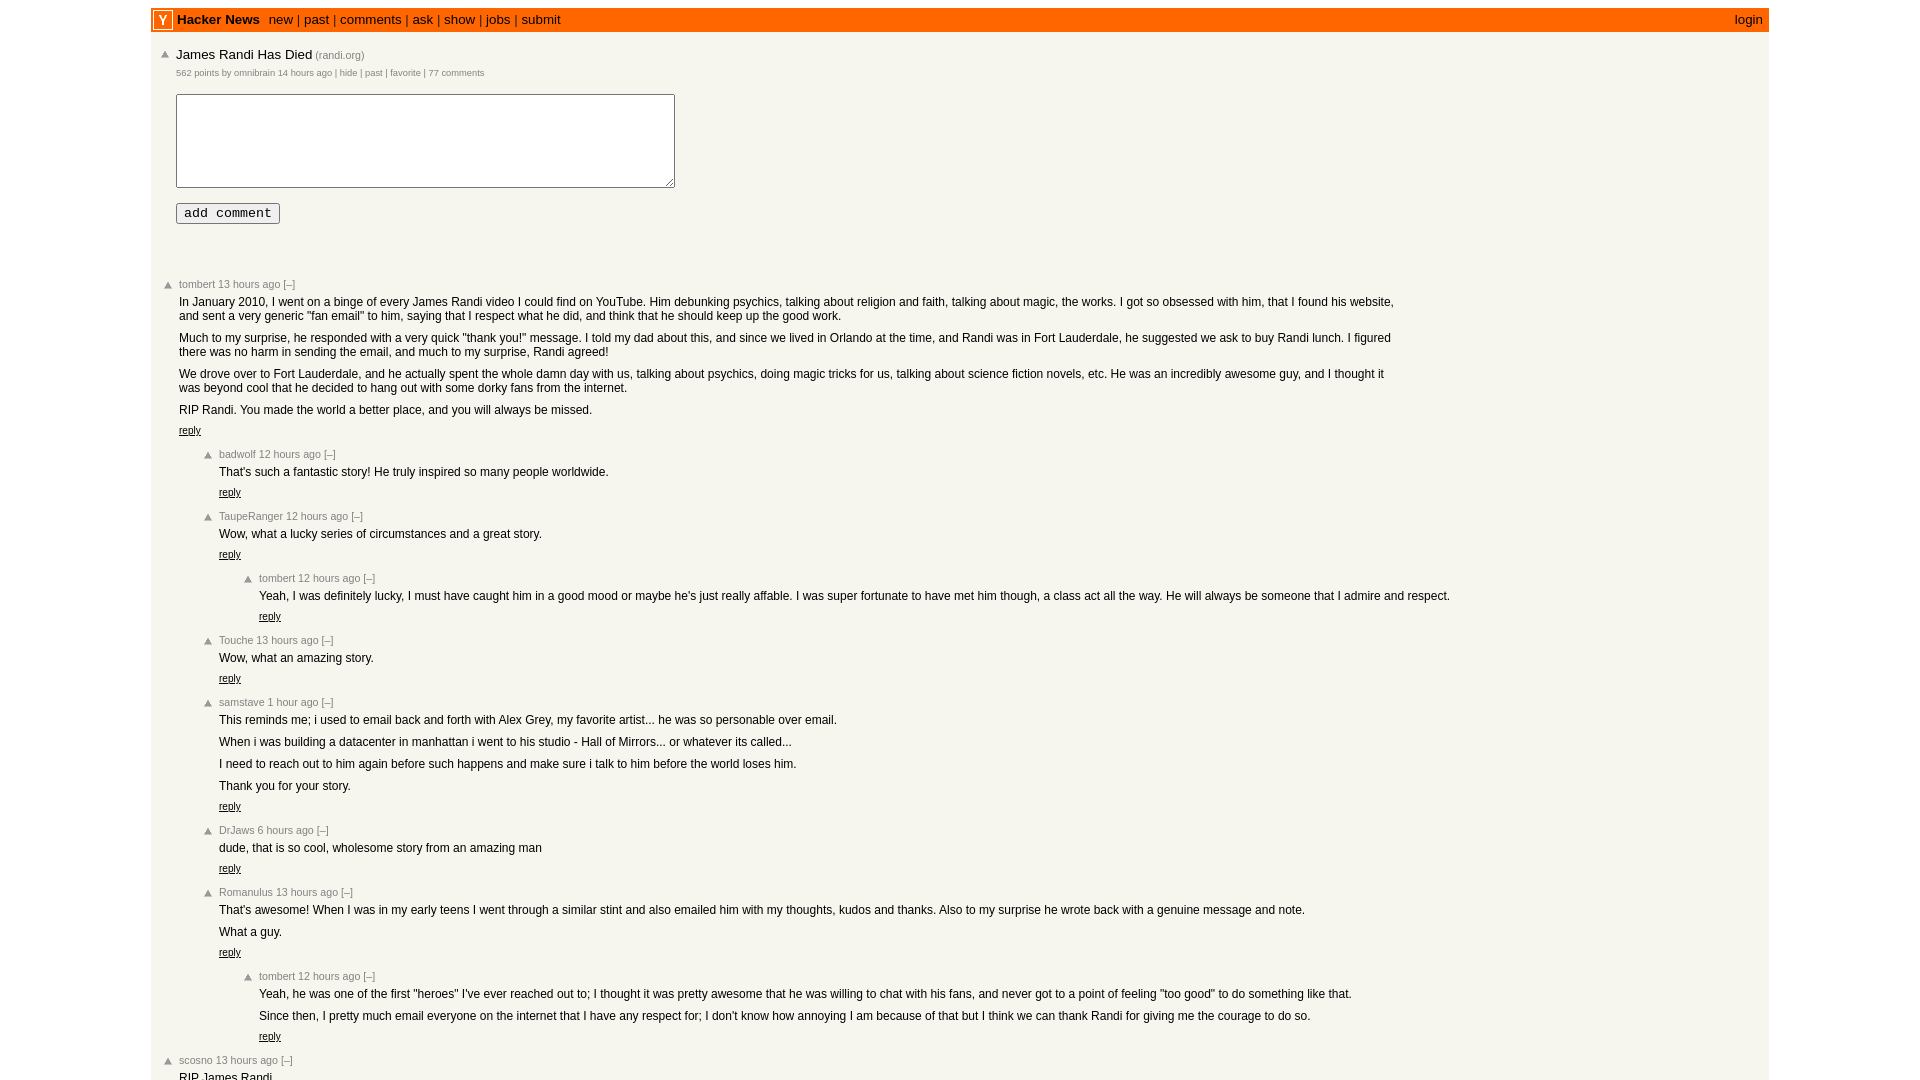 Y Hacker News new | past | comments | ask | show | jobs | submit login
James Randi Has Died (randi.org)
562 points by omnibrain 14 hours ago | hide | past | favorite | 77 comments
add comment
tombert 13 hours ago [–]
In January 2010, I went on a binge of every James Randi video I could find on YouTube. Him debunking psychics, talking about religion and faith, talking about magic, the works. I got so obsessed with him, that I found his website,
and sent a very generic "fan email" to him, saying that I respect what he did, and think that he should keep up the good work.
Much to my surprise, he responded with a very quick "thank you!" message. I told my dad about this, and since we lived in Orlando at the time, and Randi was in Fort Lauderdale, he suggested we ask to buy Randi lunch. I figured
there was no harm in sending the email, and much to my surprise, Randi agreed!
We drove over to Fort Lauderdale, and he actually spent the whole damn day with us, talking about psychics, doing magic tricks for us, talking about science fiction novels, etc. He was an incredibly awesome guy, and I thought it
was beyond cool that he decided to hang out with some dorky fans from the internet.
RIP Randi. You made the world a better place, and you will always be missed.
reply
badwolf 12 hours ago [–]
That's such a fantastic story! He truly inspired so many people worldwide.
reply
TaupeRanger 12 hours ago [–]
Wow, what a lucky series of circumstances and a great story.
reply
tombert 12 hours ago [–]
Yeah, I was definitely lucky, I must have caught him in a good mood or maybe he's just really affable. I was super fortunate to have met him though, a class act all the way. He will always be someone that I admire and respect.
reply
Touche 13 hours ago [–]
Wow, what an amazing story.
reply
samstave 1 hour ago [–]
This reminds me; i used to email back and forth with Alex Grey, my favorite artist... he was so personable over email.
When i was building a datacenter in manhattan i went to his studio - Hall of Mirrors... or whatever its called...
I need to reach out to him again before such happens and make sure i talk to him before the world loses him.
Thank you for your story.
reply
DrJaws 6 hours ago [–]
dude, that is so cool, wholesome story from an amazing man
reply
Romanulus 13 hours ago [–]
That's awesome! When I was in my early teens I went through a similar stint and also emailed him with my thoughts, kudos and thanks. Also to my surprise he wrote back with a genuine message and note.
What a guy.
reply
tombert 12 hours ago [–]
Yeah, he was one of the first "heroes" I've ever reached out to; I thought it was pretty awesome that he was willing to chat with his fans, and never got to a point of feeling "too good" to do something like that.
Since then, I pretty much email everyone on the internet that I have any respect for; I don't know how annoying I am because of that but I think we can thank Randi for giving me the courage to do so.
reply
scosno 13 hours ago [–]
RIP James Randi